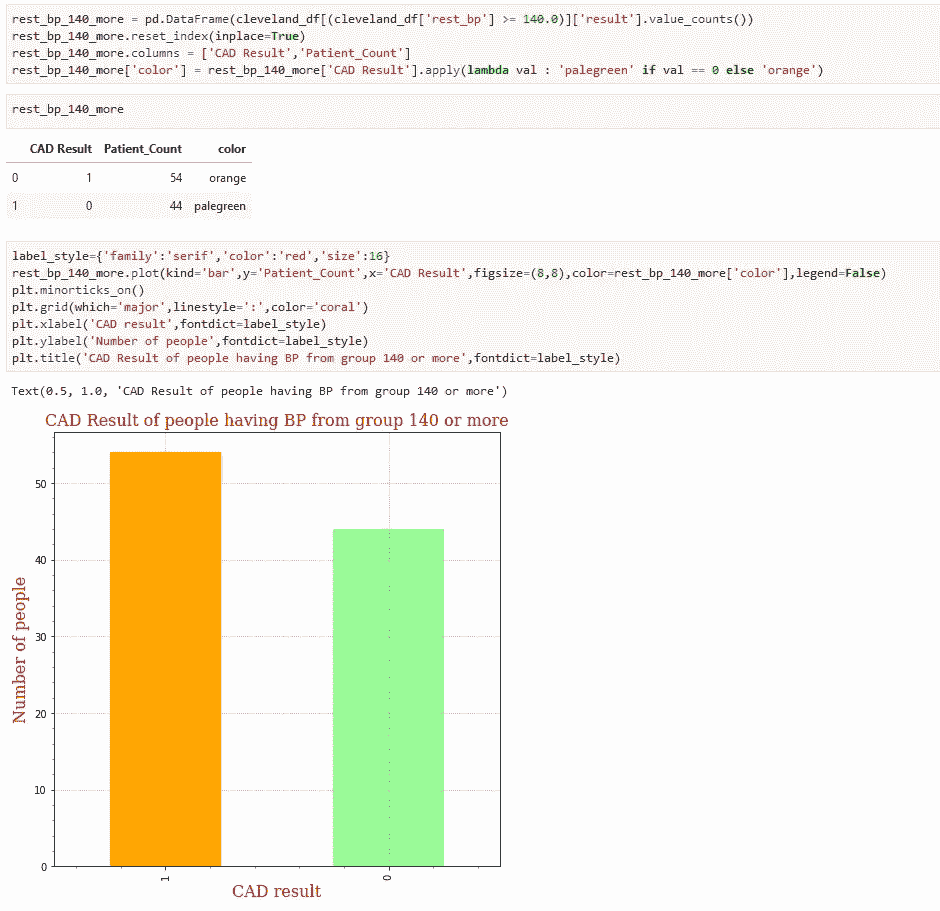 rest_bp_140_more = pd.DataFrame(cleveland_df[(cleveland_df['rest_bp'] >= 140.0)]['result'].value_counts())
rest_bp_140_more.reset_index(inplace=True)
rest_bp_140_more.columns = ['CAD Result','Patient_Count']
rest_bp_140_more['color'] = rest_bp_140_more['CAD Result'].apply(lambda val : 'palegreen' if val == 0 else 'orange')
rest_bp_140_more
CAD Result Patient_Count color
0 1 54 orange
1 0 44 palegreen
label_style={'family':'serif','color':'red','size':16}
rest_bp_140_more.plot(kind='bar',y='Patient_Count',x='CAD Result',figsize=(8,8),color=rest_bp_140_more['color'],legend=False)
plt.minorticks_on()
plt.grid(which='major',linestyle=':',color='coral')
plt.xlabel('CAD result',fontdict=label_style)
plt.ylabel('Number of people',fontdict=label_style)
plt.title('CAD Result of people having BP from group 140 or more',fontdict=label_style)
Text(0.5, 1.0, 'CAD Result of people having BP from group 140 or more')
CAD Result of people having BP from group 140 or more
Number of people
50
40
30
20
10
0
1 0
CAD result